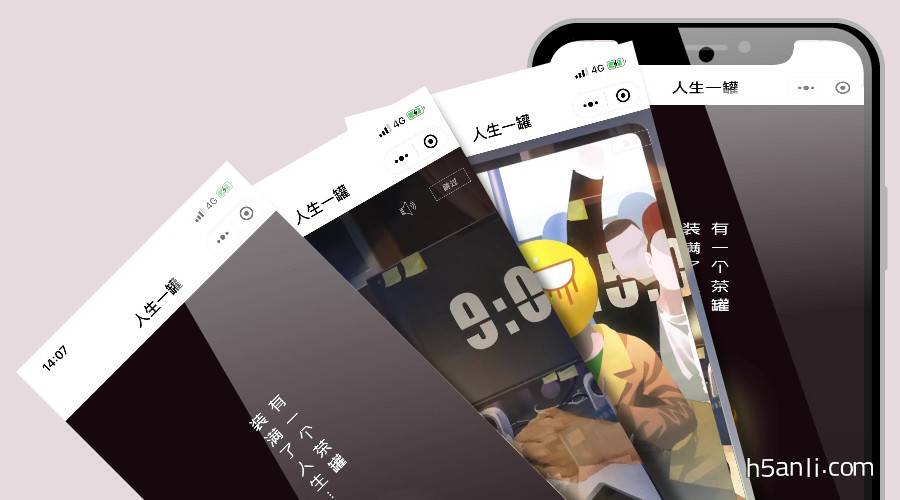 14:07
4G
人生一罐
有一个茶罐
装满了人生…
4G
人生一罐
跳过
9:0
4G
人生一罐
5:0
人生一罐
有一个茶罐
装满了
h5anli.com